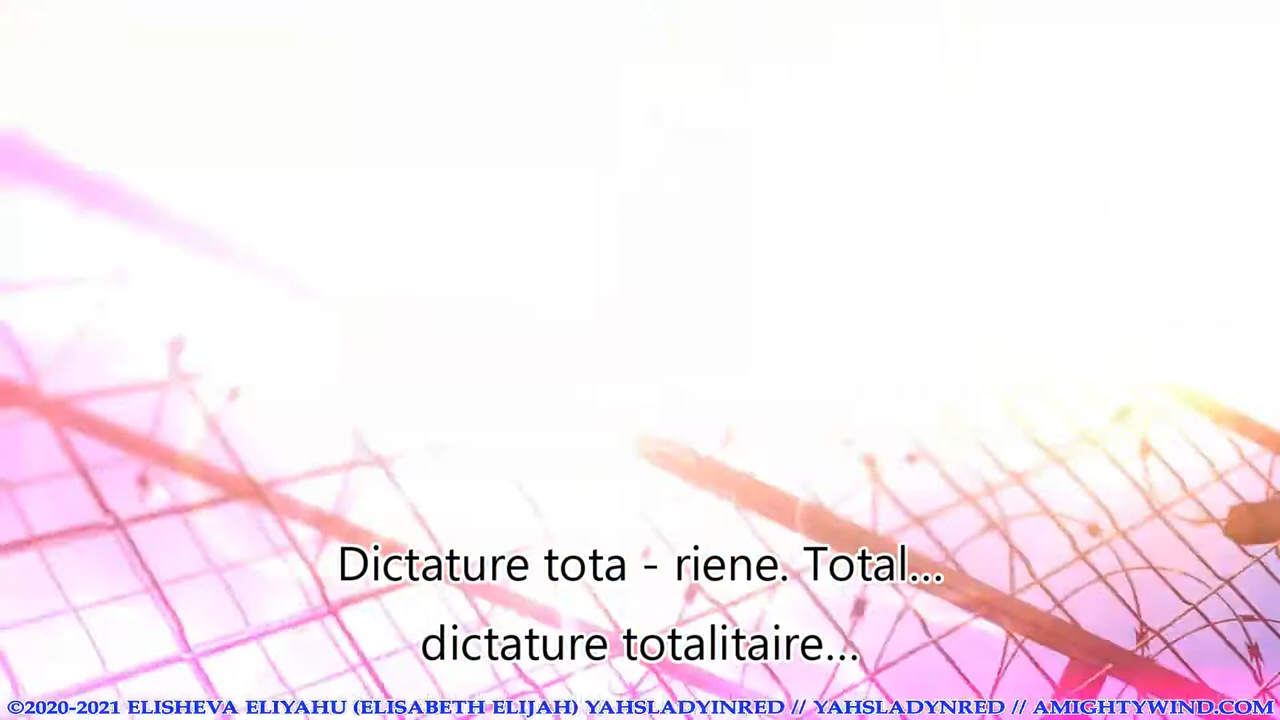 Dictature tota - riene. Total...
dictature totalitaire...
©2020-2021 ELISHEVA ELIYAHU (ELISABETH ELIJAH) YAHSLADYINRED // YAHSLADYNRED // AMIGHTYWIND.COM